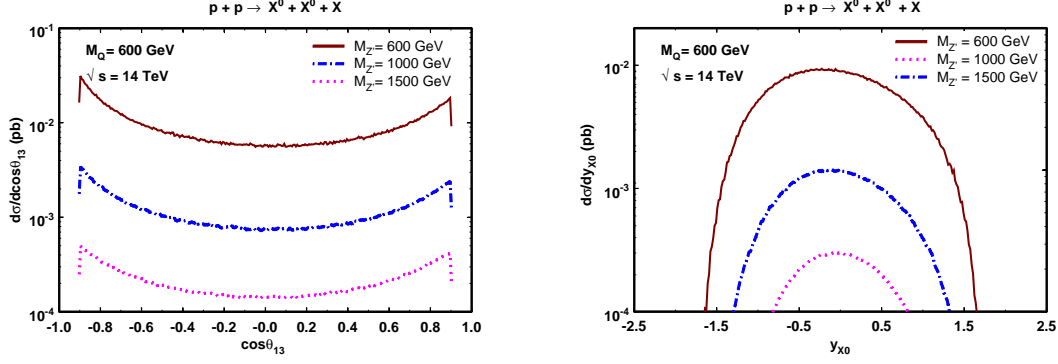 p + p → X⁰ + X⁰ + X
dσ/dcosθ₁₃ (pb)
10⁻¹
10⁻²
10⁻³
10⁻⁴
M_Q = 600 GeV
√ s = 14 TeV
M_Z'= 600 GeV
M_Z'= 1000 GeV
M_Z'= 1500 GeV
-1.0 -0.8 -0.6 -0.4 -0.2 -0.0 0.2 0.4 0.6 0.8 1.0
cosθ₁₃
p + p → X⁰ + X⁰ + X
dσ/dy_X0 (pb)
10⁻²
10⁻³
10⁻⁴
M_Q = 600 GeV
√ s = 14 TeV
M_Z'= 600 GeV
M_Z'= 1000 GeV
M_Z'= 1500 GeV
-2.5 -1.5 -0.5 0.5 1.5 2.5
y_X0